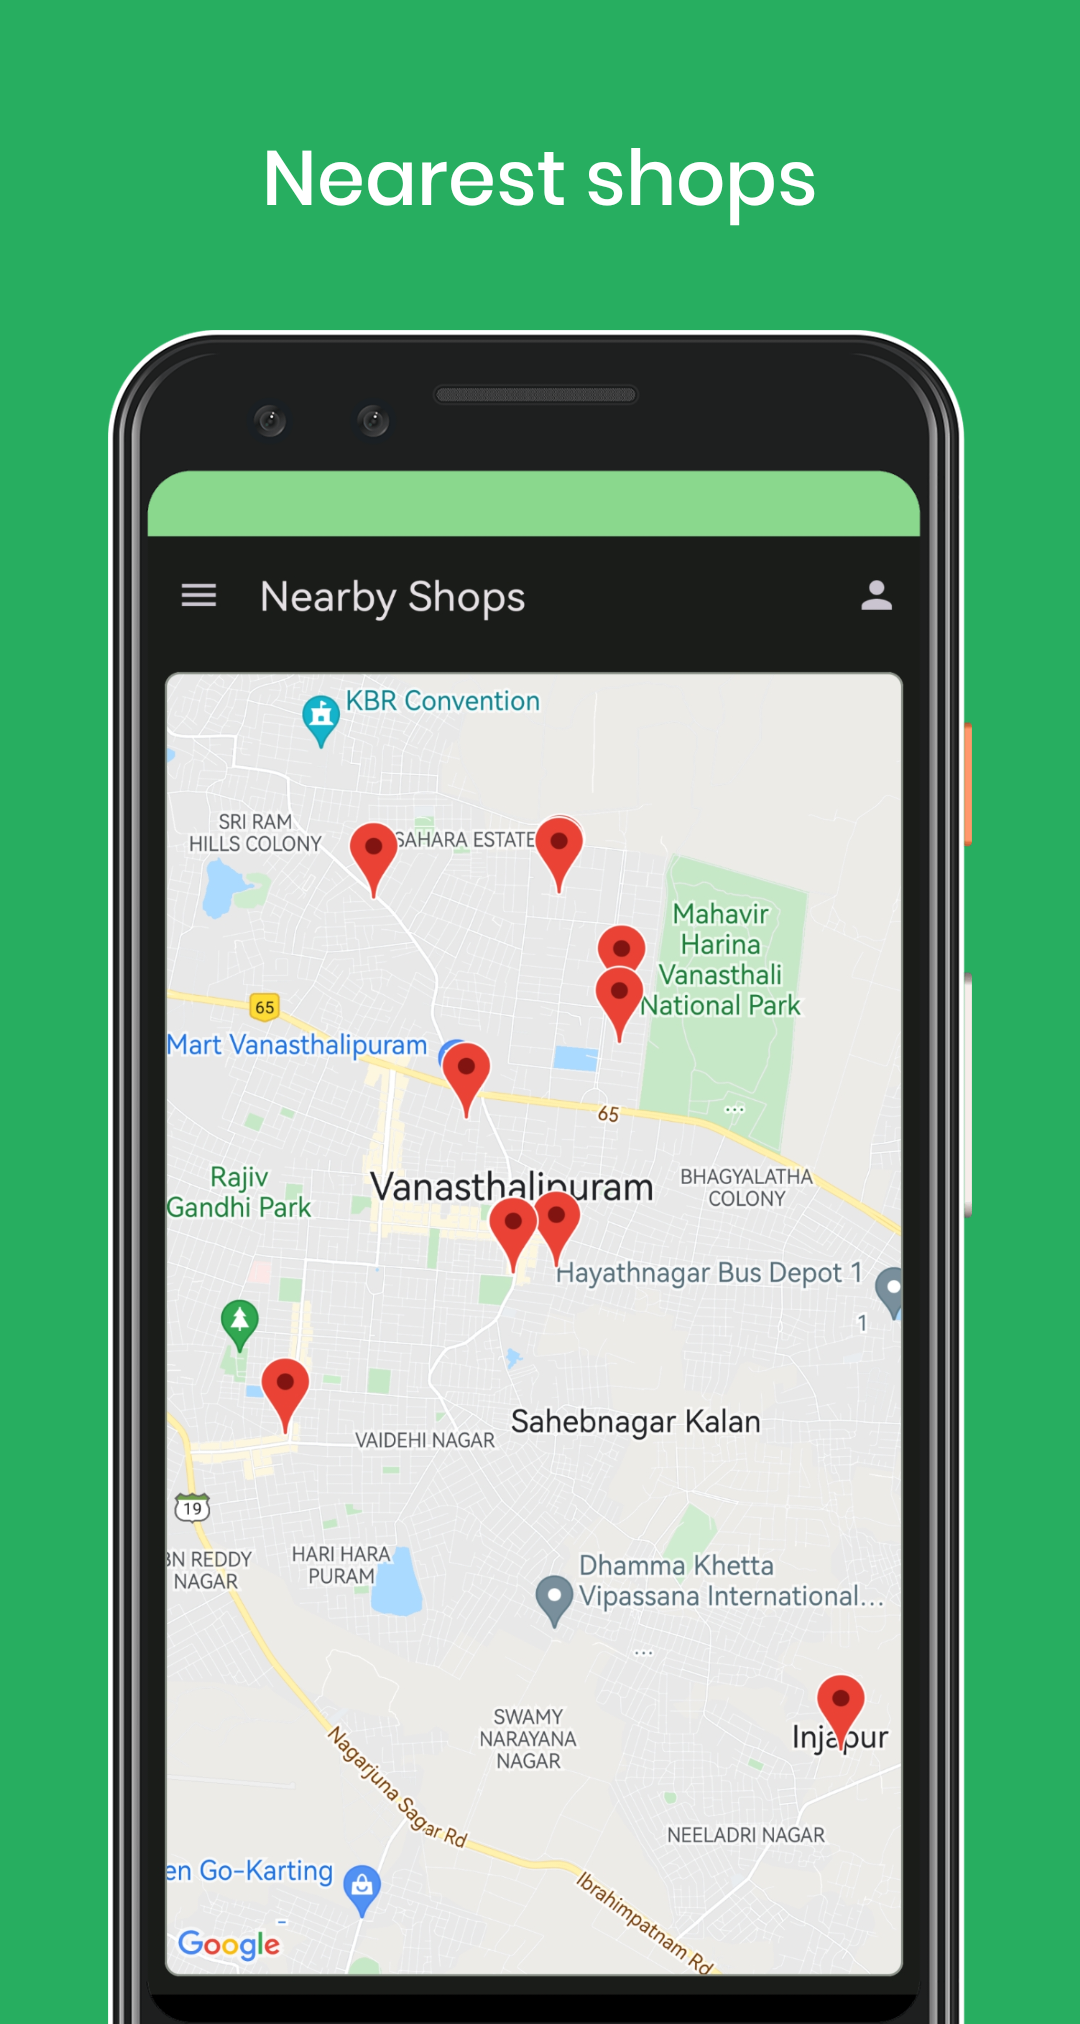 Nearest shops
Nearby Shops
KBR Convention
SRI RAM
HILLS COLONY
SAHARA ESTATE
Mahavir
Harina
Vanasthali
National Park
65
Mart Vanasthalipuram
65
...
Vanasthalipuram
BHAGYALATHA
COLONY
Rajiv
Gandhi Park
Hayathnagar Bus Depot 1
1
Sahebnagar Kalan
VAIDEHI NAGAR
19
BN REDDY
NAGAR
HARI HARA
PURAM
Dhamma Khetta
Vipassana International...
...
SWAMY
NARAYANA
NAGAR
Injapur
Nagarjuna Sagar Rd
NEELADRI NAGAR
en Go-Karting
Ibrahimpatnam Rd
Google